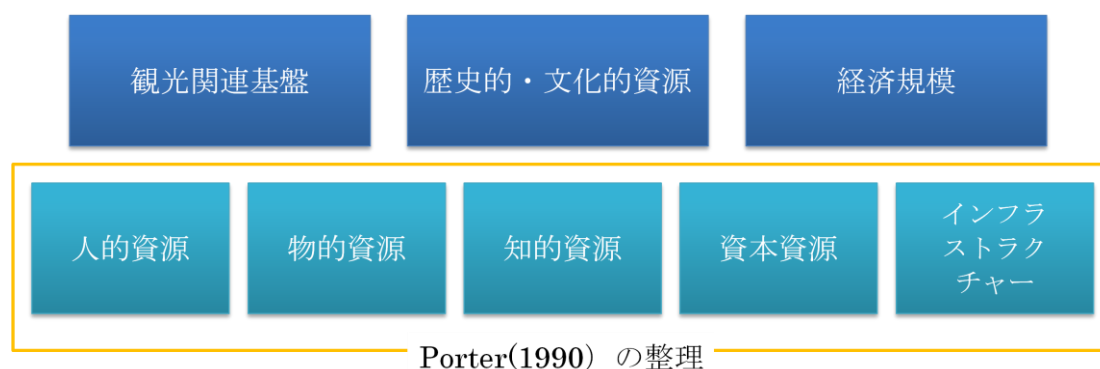 観光関連基盤
歴史的・文化的資源
経済規模
人的資源
物的資源
知的資源
資本資源
インフラ
ストラク
チャー
Porter(1990) の整理